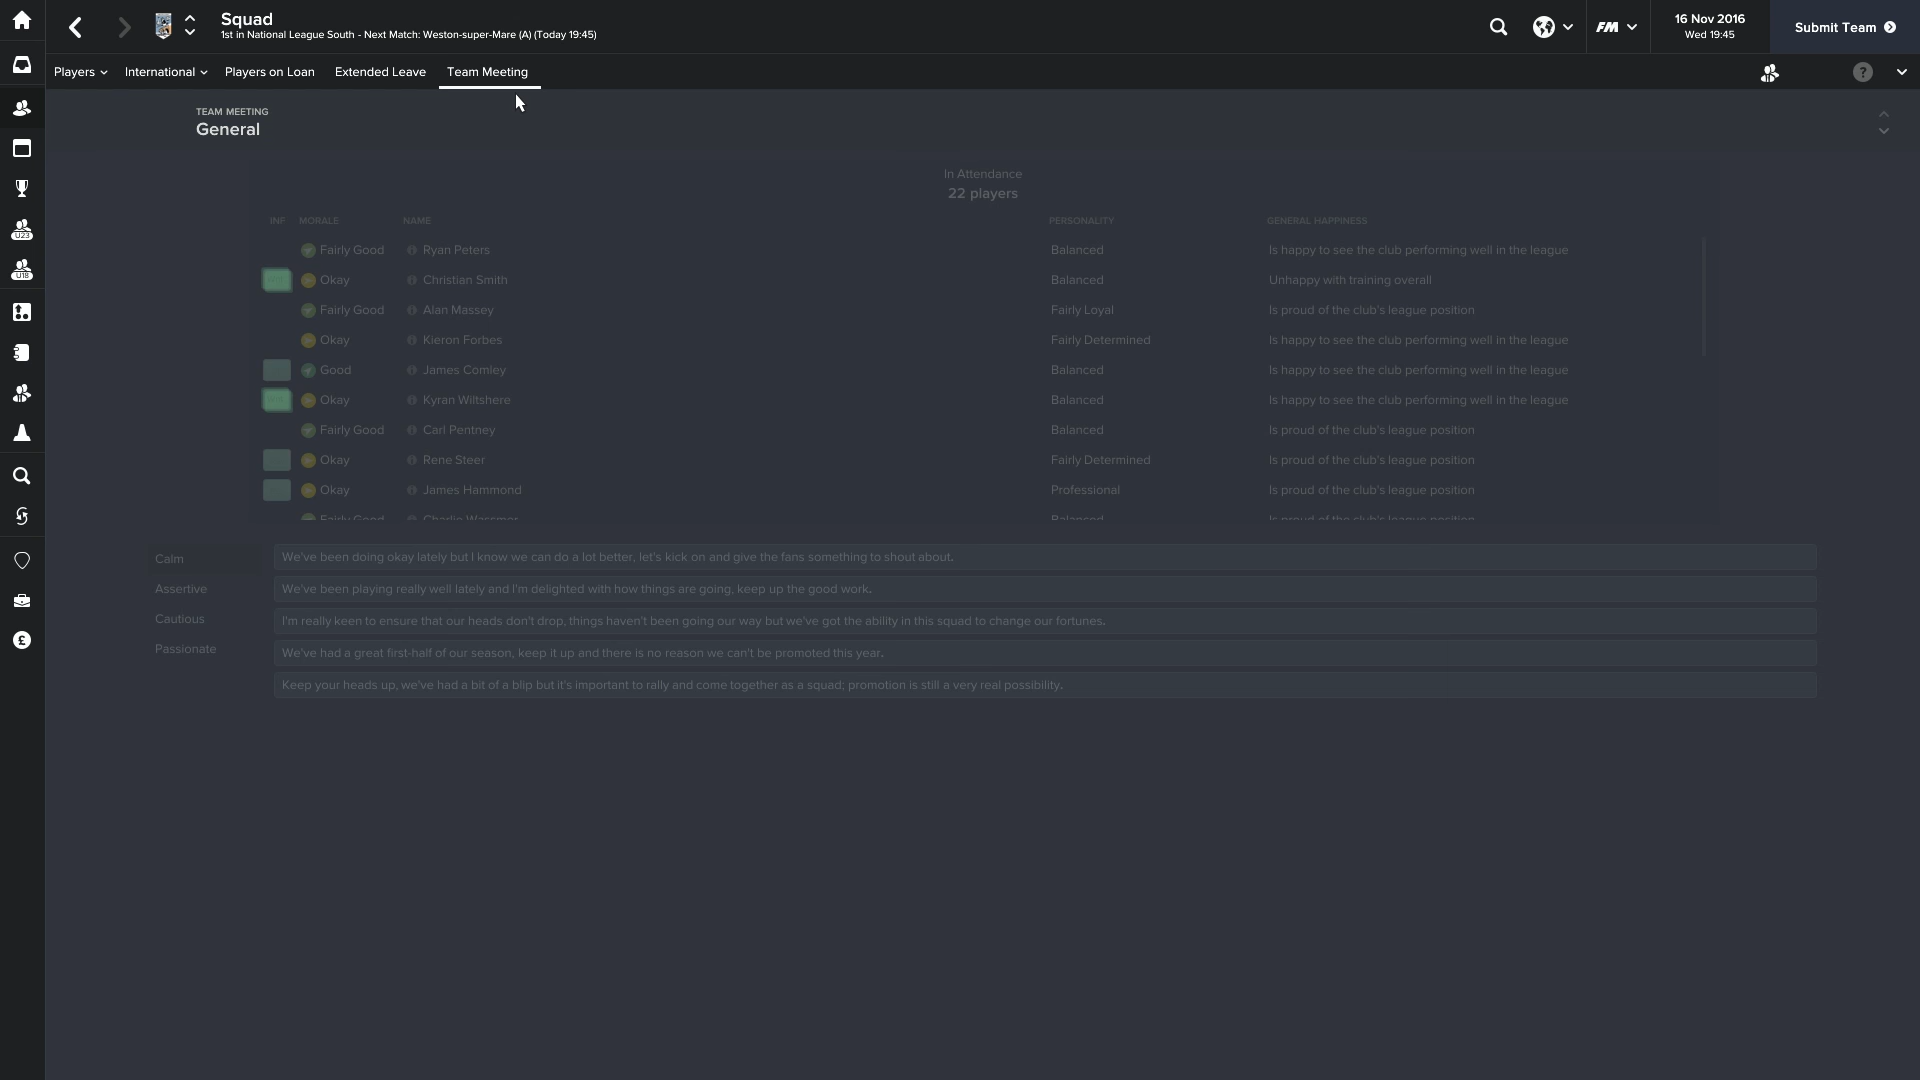 Squad
1st in National League South - Next Match: Weston-super-Mare (A) (Today 19:45)
FM
16 Nov 2016
Wed 19:45
Submit Team
Players
International
Players on Loan
Extended Leave
Team Meeting
?
TEAM MEETING
General
In Attendance
22 players
INF MORALE NAME PERSONALITY GENERAL HAPPINESS
Fairly Good Ryan Peters Balanced Is happy to see the club performing well in the league
Okay Christian Smith Balanced Unhappy with training overall
Fairly Good Alan Massey Fairly Loyal Is proud of the club's league position
Okay Kieron Forbes Fairly Determined Is happy to see the club performing well in the league
Good James Comley Balanced Is happy to see the club performing well in the league
Okay Kyran Wiltshere Balanced Is happy to see the club performing well in the league
Fairly Good Carl Pentney Balanced Is proud of the club's league position
Okay Rene Steer Fairly Determined Is proud of the club's league position
Okay James Hammond Professional Is proud of the club's league position
Fairly Good Charlie Wassmer Balanced Is proud of the club's league position
Calm
Assertive
Cautious
Passionate
We've been doing okay lately but I know we can do a lot better, let's kick on and give the fans something to shout about.
We've been playing really well lately and I'm delighted with how things are going, keep up the good work.
I'm really keen to ensure that our heads don't drop, things haven't been going our way but we've got the ability in this squad to change our fortunes.
We've had a great first-half of our season, keep it up and there is no reason we can't be promoted this year.
Keep your heads up, we've had a bit of a blip but it's important to rally and come together as a squad; promotion is still a very real possibility.
U23
U18
£